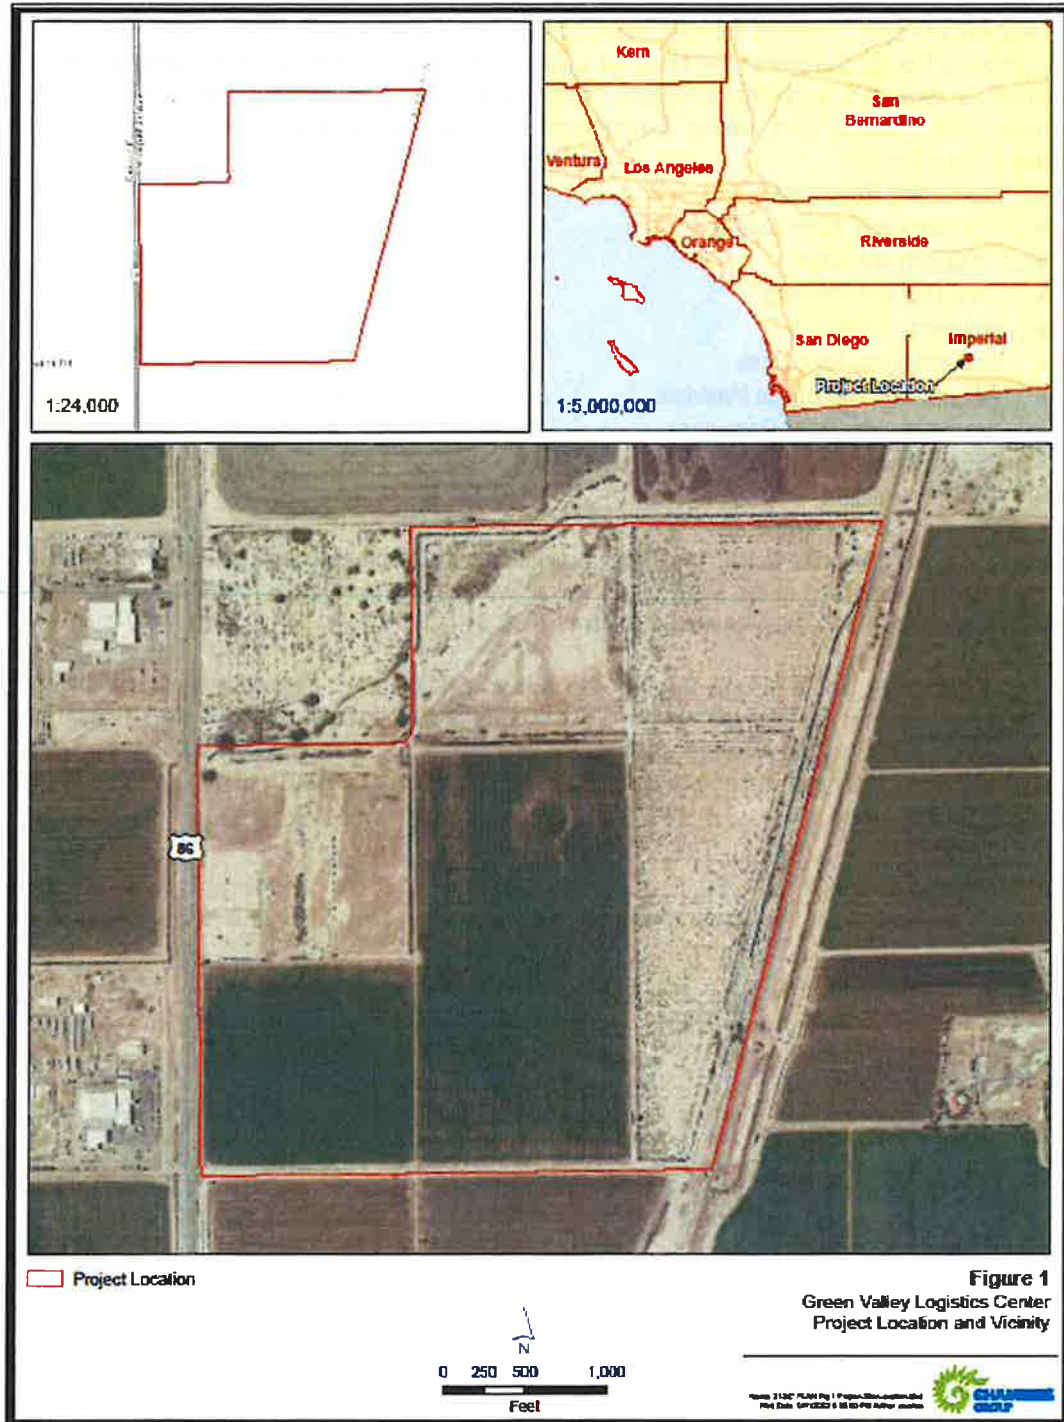 1:24,000
Kern
San
Bernardino
Ventura
Los Angeles
Orange
Riverside
San Diego
Imperial
Project Location
1:5,000,000
86
Project Location
Figure 1
Green Valley Logistics Center
Project Location and Vicinity
N
0 250 500 1,000
Feet
CHAMBERS
GROUP